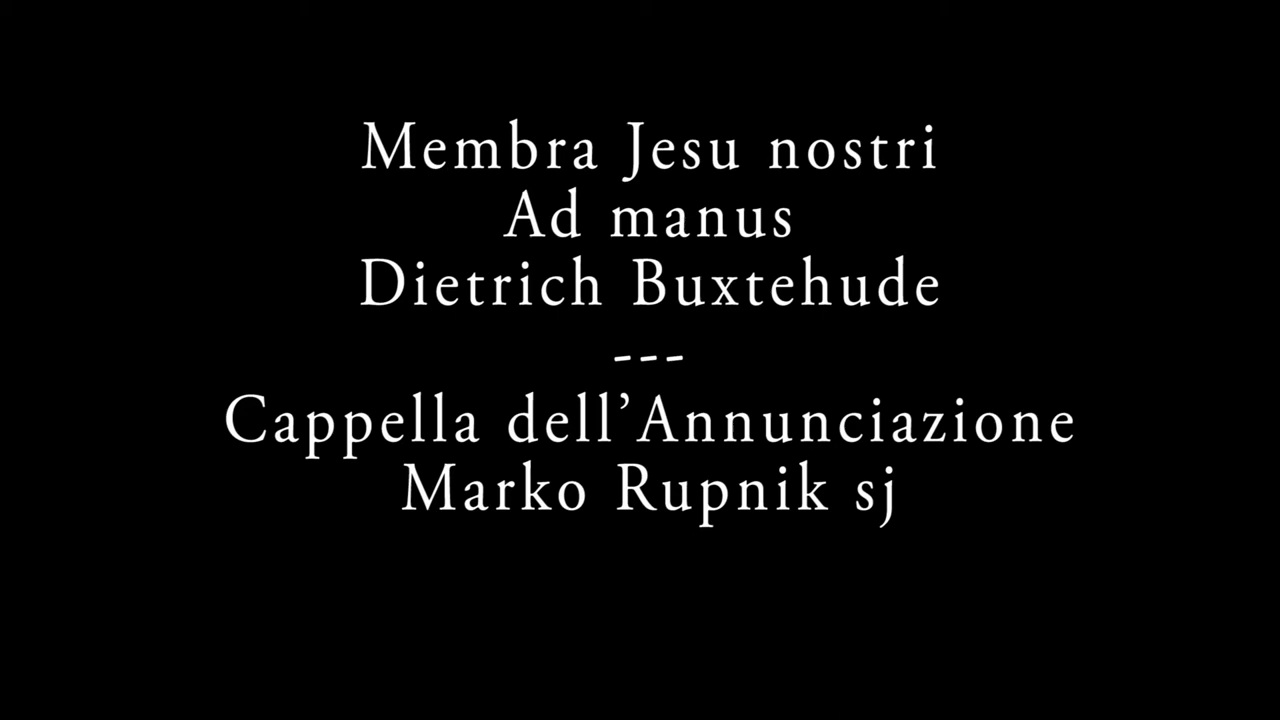 Membra Jesu nostri
Ad manus
Dietrich Buxtehude
---
Cappella dell’Annunciazione
Marko Rupnik sj